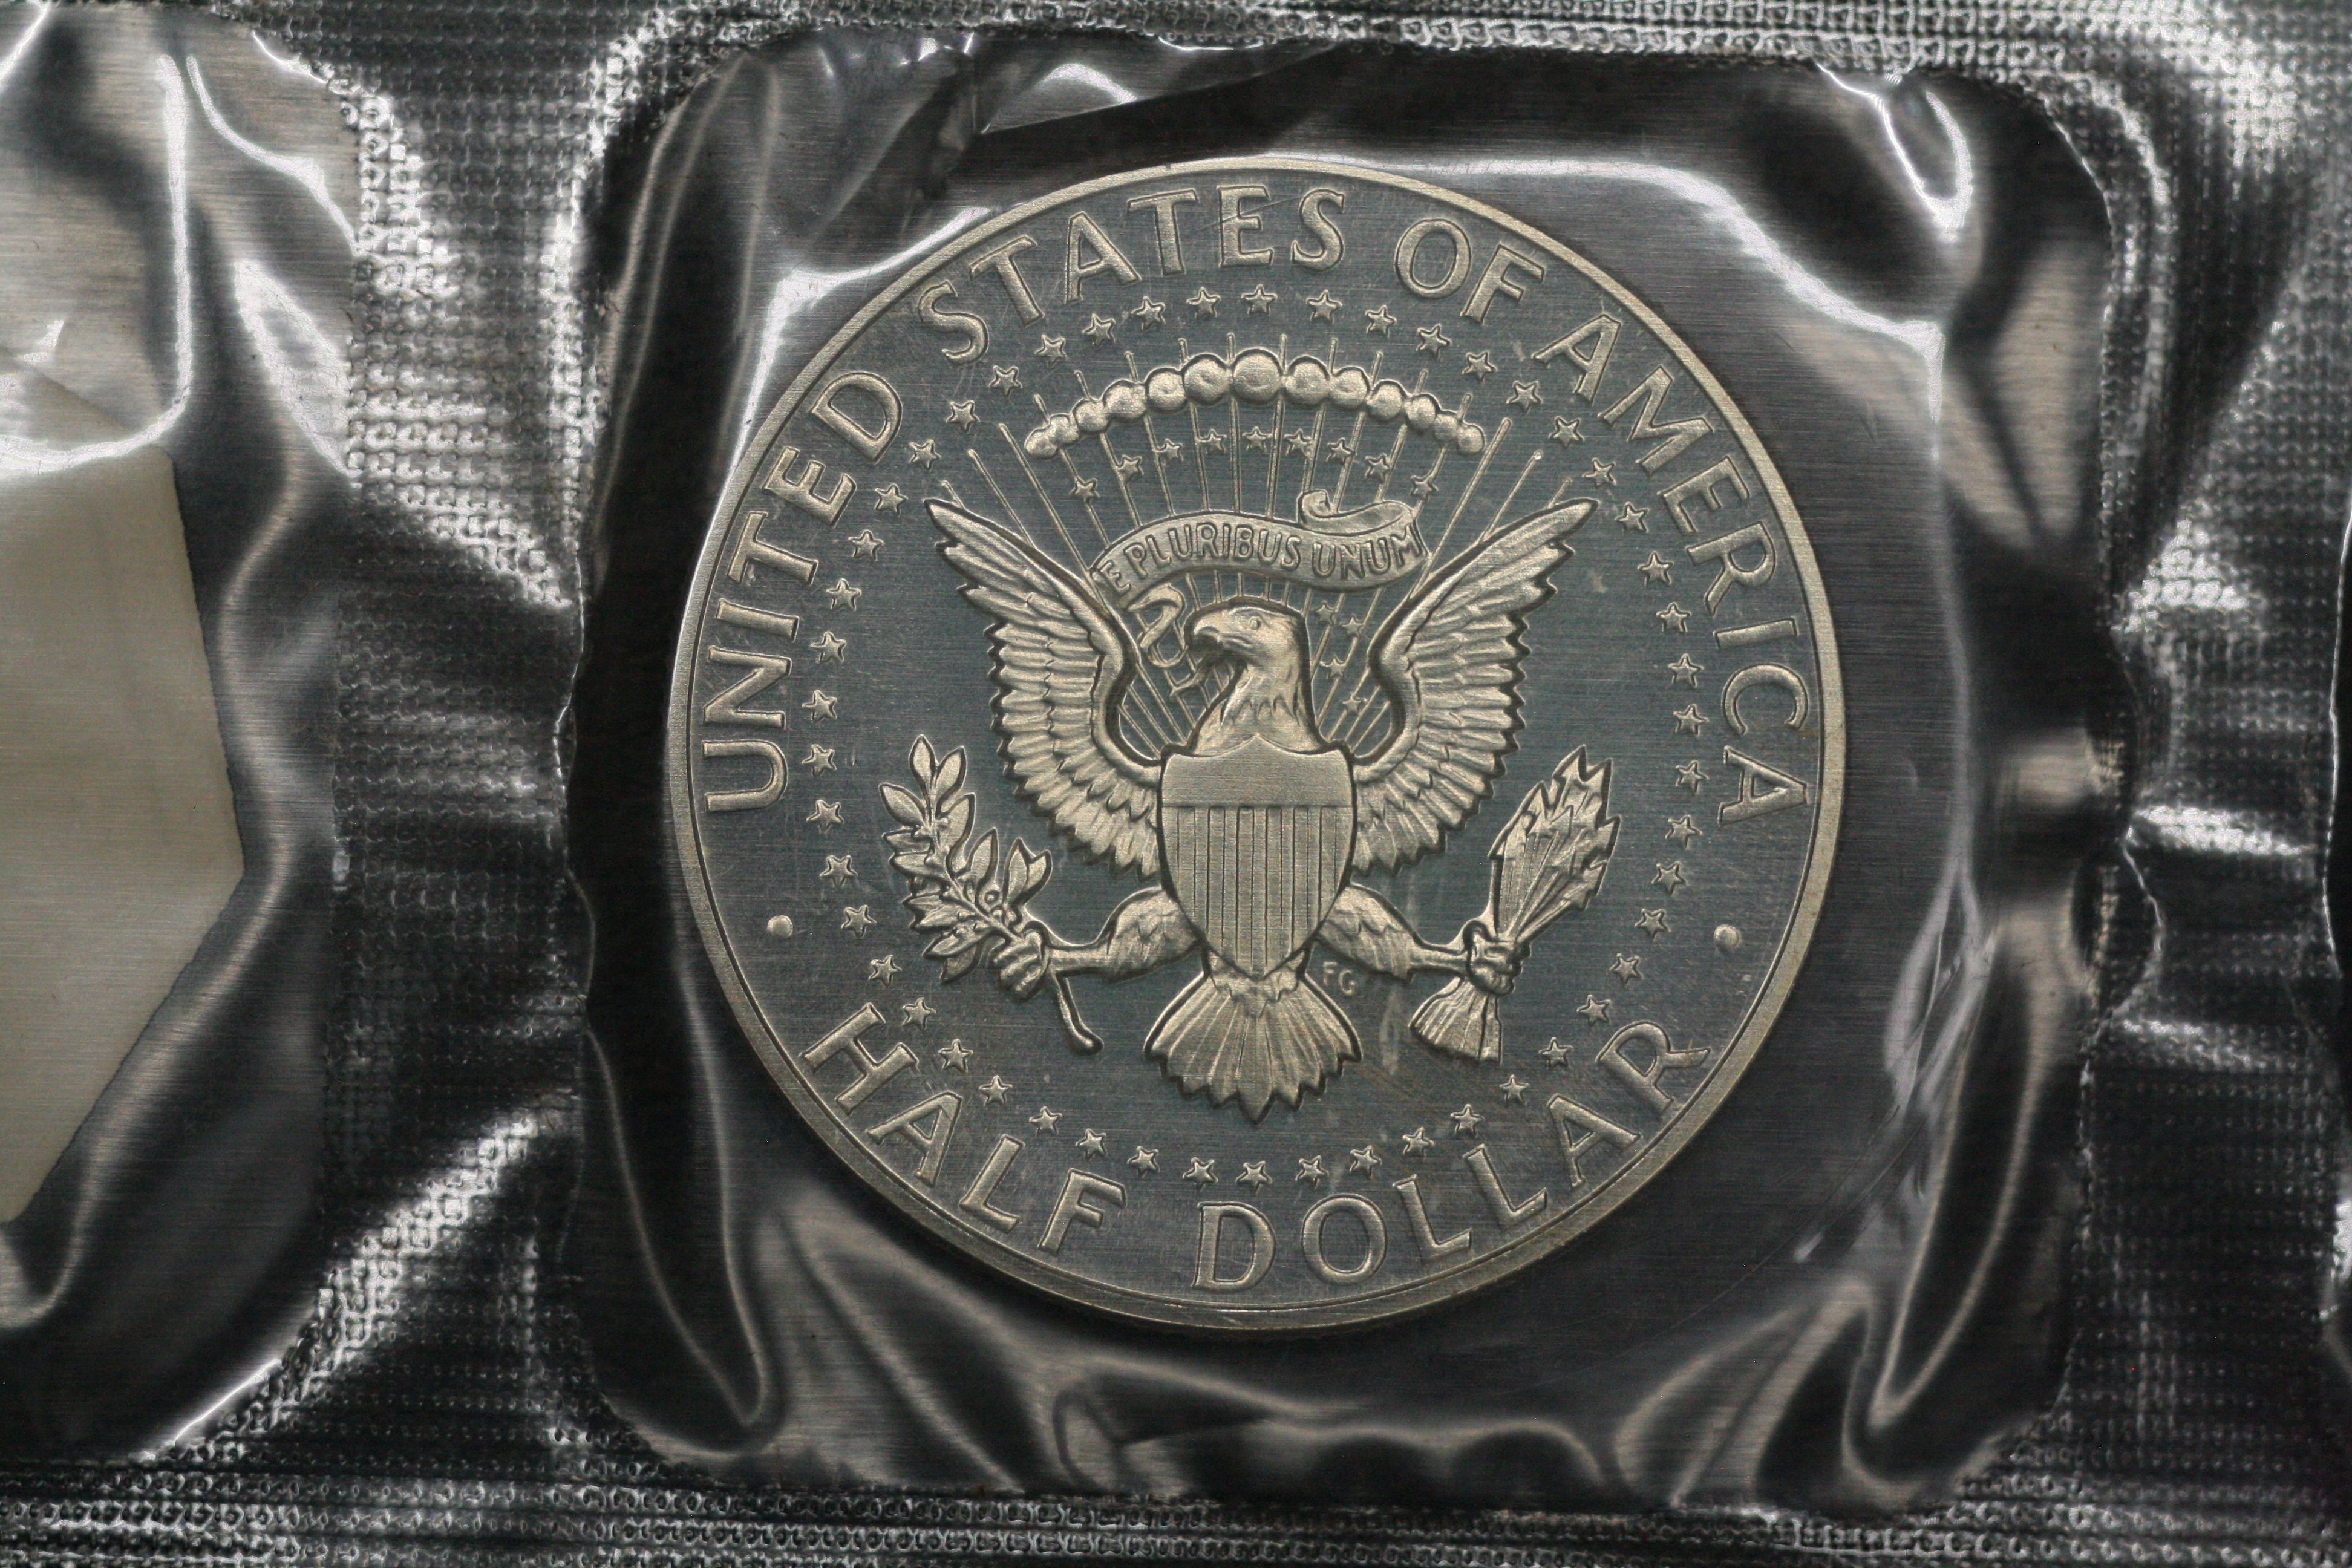 UNITED STATES OF AMERICA
E PLURIBUS UNUM
FG
HALF DOLLAR